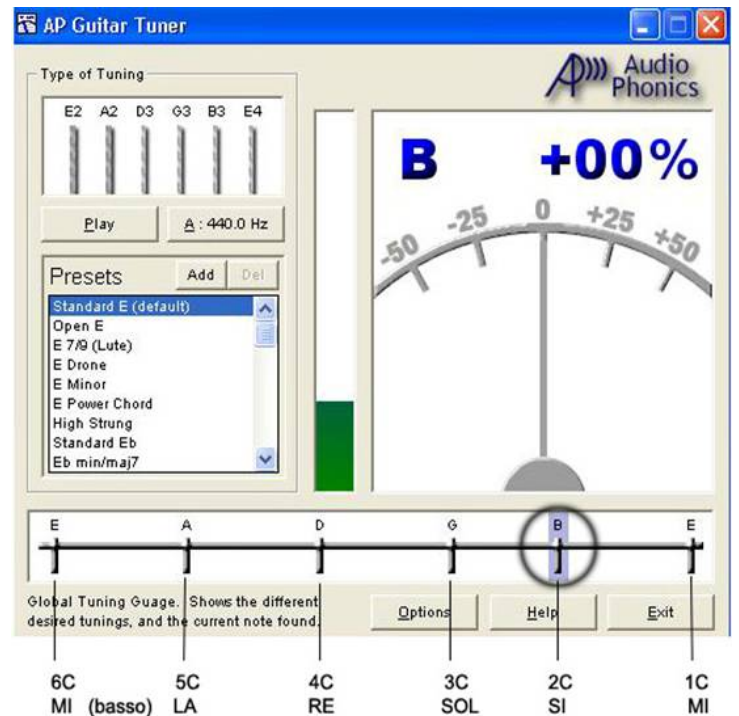 AP Guitar Tuner
Type of Tuning
E2 A2 D3 G3 B3 E4
Play
A : 440.0 Hz
Presets
Add
Del
Standard E (default)
Open E
E 7/9 (Lute)
E Drone
E Minor
E Power Chord
High Strung
Standard Eb
Eb min/maj7
Audio
Phonics
B +00%
-50 -25 0 +25 +50
E A D G B E
Global Tuning Guage. Shows the different
desired tunings, and the current note found.
Options
Help
Exit
6C 5C 4C 3C 2C 1C
MI (basso) LA RE SOL SI MI